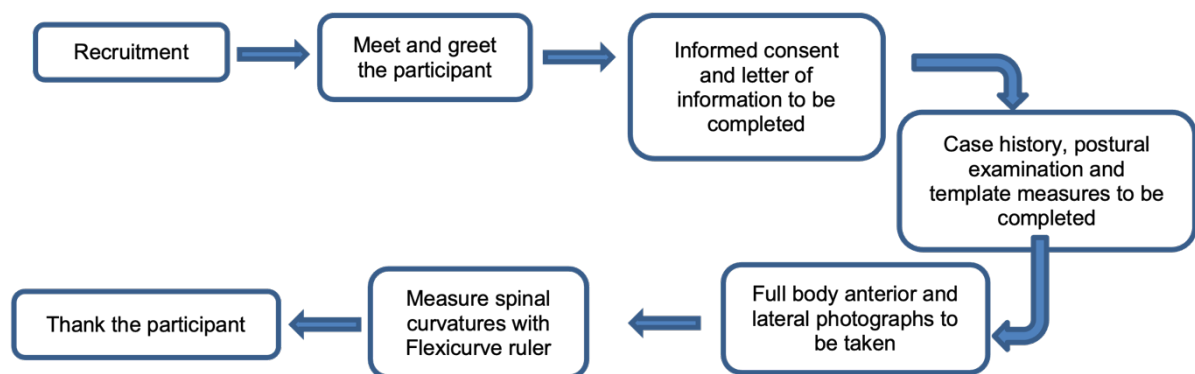 Recruitment
Meet and greet
the participant
Informed consent
and letter of
information to be
completed
Case history, postural
examination and
template measures to be
completed
Full body anterior and
lateral photographs to
be taken
Measure spinal
curvatures with
Flexicurve ruler
Thank the participant